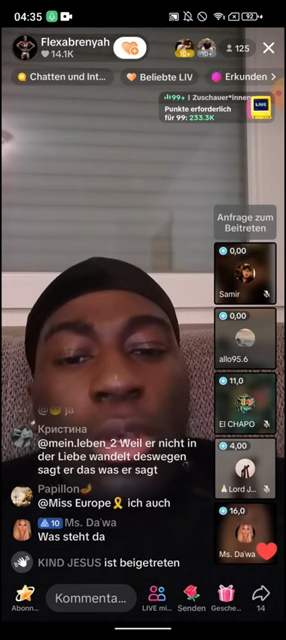 04:35
92
Flexabrenyah
14.1K
10+
10+
125
Chatten und Int...
Beliebte LIV
Erkunden
99+ | Zuschauer*innen
Punkte erforderlich
für 99: 233.3K
LIVE
Anfrage zum
Beitreten
0,00
Samir
0,00
allo95.6
11,0
El CHAPO
4,00
Lord J...
16,0
Ms. Da'wa
ja
Кристина
@mein.leben_2 Weil er nicht in
der Liebe wandelt deswegen
sagt er das was er sagt
Papillon
@Miss Europe🎗️ ich auch
10 Ms. Da'wa
Was steht da
KIND JESUS ist beigetreten
Abonn...
Kommenta...
LIVE mi...
Senden
Gesche...
14